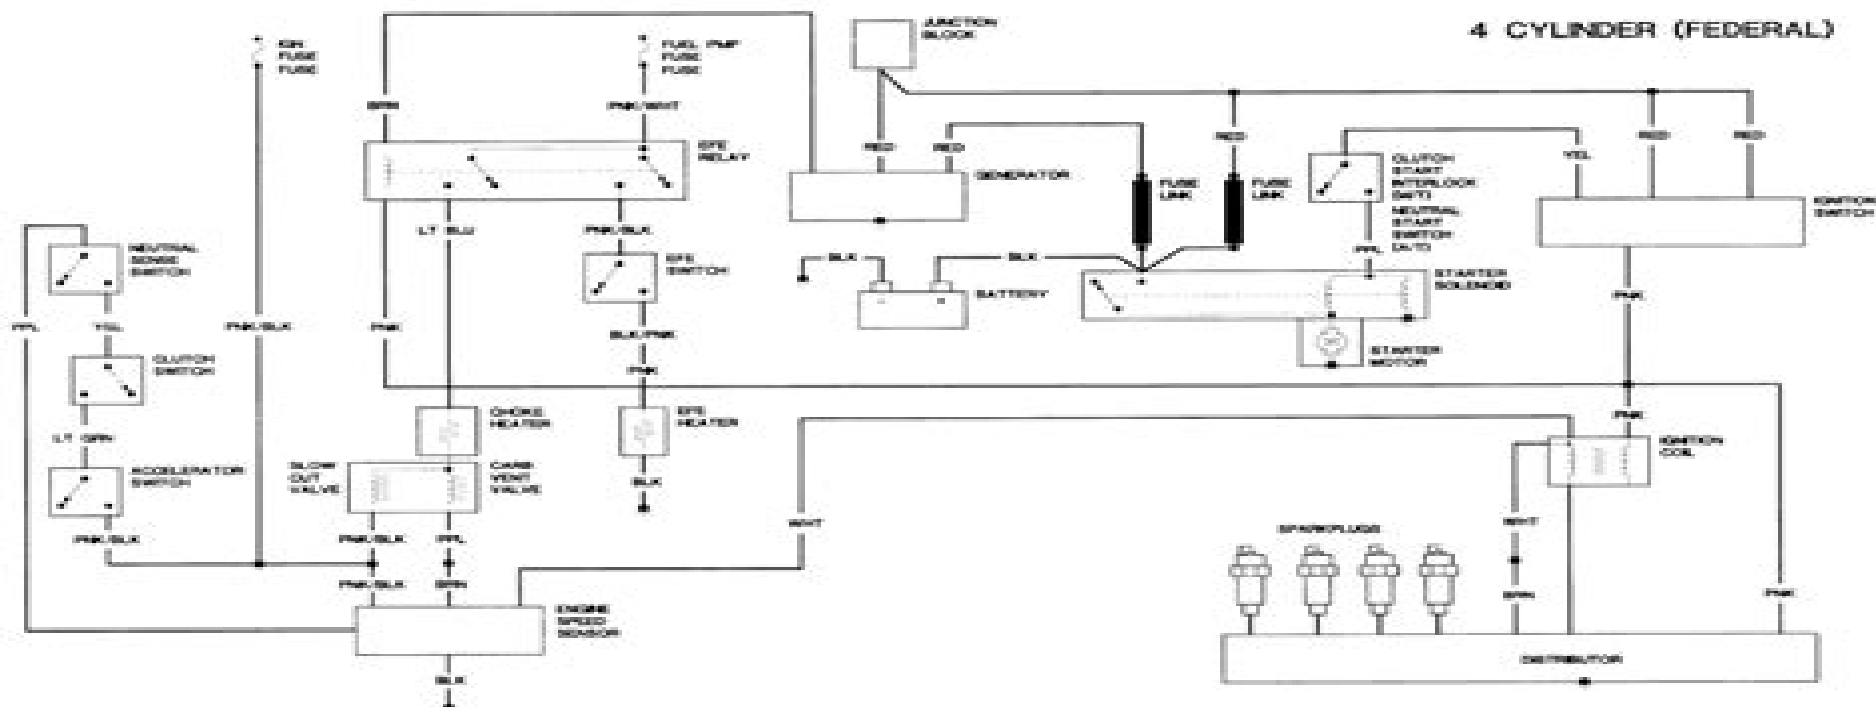 4 CYLINDER (FEDERAL)
JUNCTION
BLOCK
IGN
FUSE
FUSE
FUEL PMP
FUSE
FUSE
BRN
PNK/WHT
EFE
RELAY
RED
RED
GENERATOR
RED
FUSE
LINK
FUSE
LINK
YEL
RED
RED
CLUTCH
START
INTERLOCK
(M/T)
NEUTRAL
START
SWITCH
(A/T)
IGNITION
SWITCH
LT BLU
PNK/BLK
EFE
SWITCH
NEUTRAL
SENSE
SWITCH
BLK
BLK
BATTERY
PPL
STARTER
SOLENOID
PNK
PPL
YEL
PNK/BLK
PNK
BLK/PNK
PNK
STARTER
MOTOR
CLUTCH
SWITCH
LT GRN
CHOKE
HEATER
EFE
HEATER
PNK
IGNITION
COIL
ACCELERATOR
SWITCH
SLOW
CUT
VALVE
CARB
VENT
VALVE
BLK
PNK/BLK
PNK/BLK
PPL
WHT
WHT
SPARKPLUGS
PNK/BLK
BRN
BRN
PNK
ENGINE
SPEED
SENSOR
DISTRIBUTOR
BLK